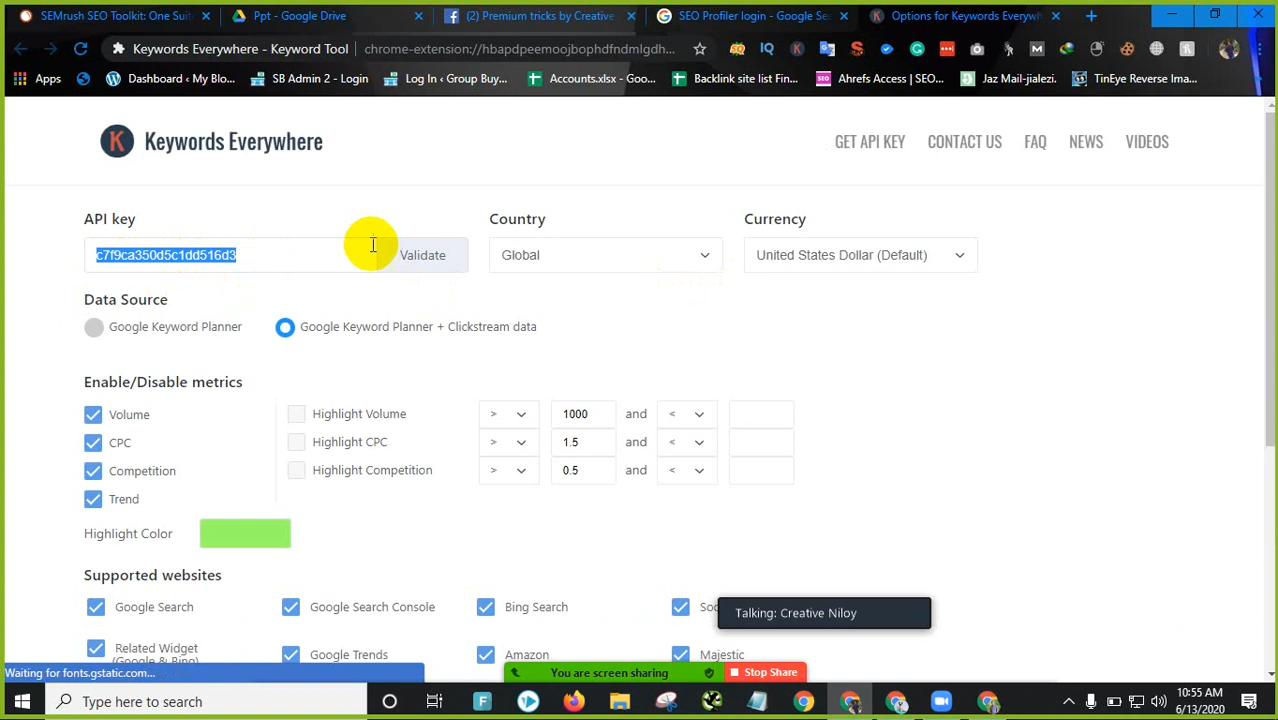 SEMrush SEO Toolkit: One Suit
Ppt - Google Drive
(2) Premium tricks by Creative
SEO Profiler login - Google Se
Options for Keywords Everywh
Keywords Everywhere - Keyword Tool
chrome-extension://hbapdpeemoojbophdfndmlgdh...
Apps
Dashboard ‹ My Blo...
SB Admin 2 - Login
Log In ‹ Group Buy...
Accounts.xlsx - Goo...
Backlink site list Fin...
Ahrefs Access | SEO...
Jaz Mail-jialezi.
TinEye Reverse Ima...
K Keywords Everywhere
GET API KEY
CONTACT US
FAQ
NEWS
VIDEOS
API key
Country
Currency
c7f9ca350d5c1dd516d3
Validate
Global
United States Dollar (Default)
Data Source
Google Keyword Planner
Google Keyword Planner + Clickstream data
Enable/Disable metrics
Volume
Highlight Volume
> 1000 and <
CPC
Highlight CPC
> 1.5 and <
Competition
Highlight Competition
> 0.5 and <
Trend
Highlight Color
Supported websites
Google Search
Google Search Console
Bing Search
Soo
Talking: Creative Niloy
Related Widget
(Google & Bing)
Google Trends
Amazon
Majestic
Waiting for fonts.gstatic.com...
You are screen sharing
Stop Share
Type here to search
10:55 AM
6/13/2020